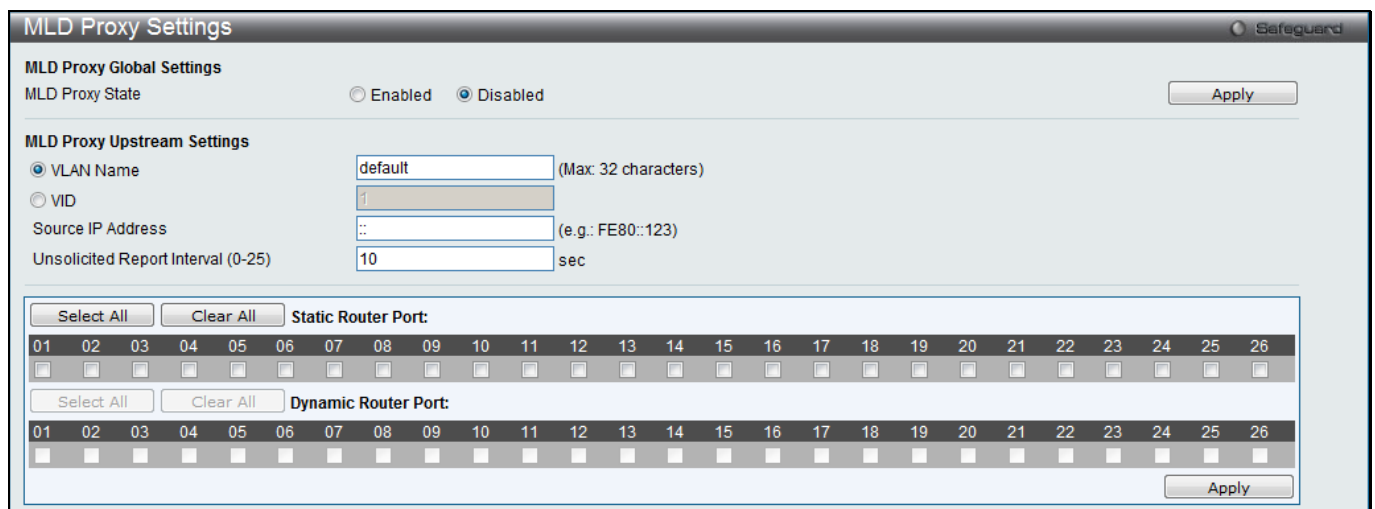 MLD Proxy Settings Safeguard
MLD Proxy Global Settings
MLD Proxy State Enabled Disabled Apply
MLD Proxy Upstream Settings
VLAN Name default (Max: 32 characters)
VID 1
Source IP Address :: (e.g.: FE80::123)
Unsolicited Report Interval (0-25) 10 sec
Select All Clear All Static Router Port:
01 02 03 04 05 06 07 08 09 10 11 12 13 14 15 16 17 18 19 20 21 22 23 24 25 26
Select All Clear All Dynamic Router Port:
01 02 03 04 05 06 07 08 09 10 11 12 13 14 15 16 17 18 19 20 21 22 23 24 25 26
Apply